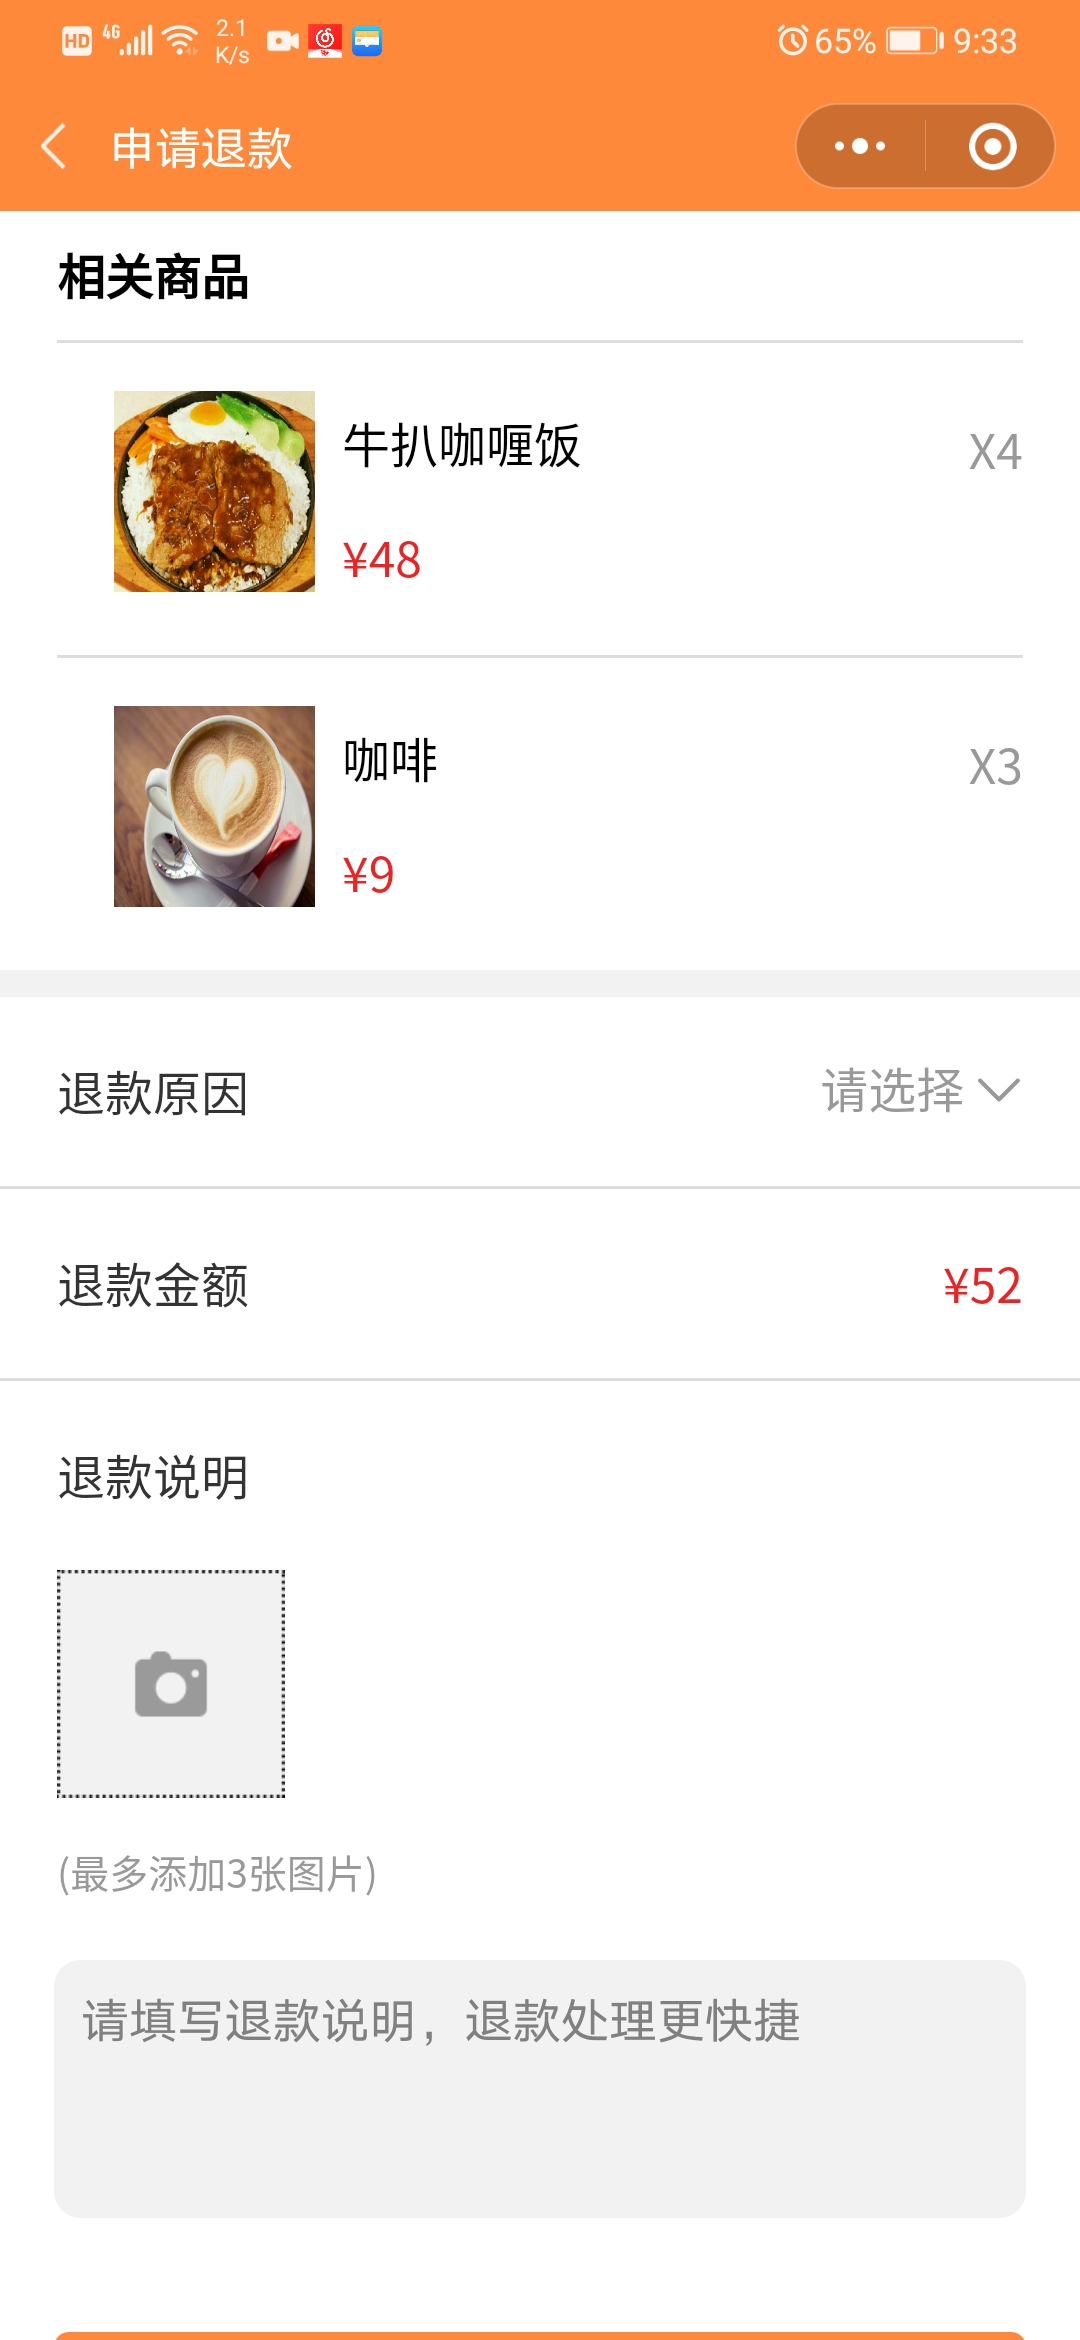 HD 4G 2.1 K/s 65% 9:33
申请退款
相关商品
牛扒咖喱饭 X4
¥48
咖啡 X3
¥9
退款原因 请选择
退款金额 ¥52
退款说明
(最多添加3张图片)
请填写退款说明，退款处理更快捷